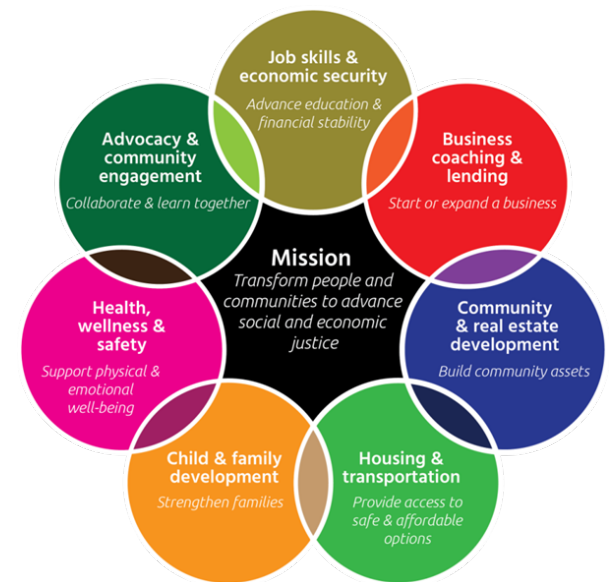 Job skills &
economic security
Advance education &
financial stability
Advocacy &
community
engagement
Collaborate & learn together
Business
coaching &
lending
Start or expand a business
Mission
Transform people and
communities to advance
social and economic
justice
Health,
wellness &
safety
Support physical &
emotional
well-being
Community
& real estate
development
Build community assets
Child & family
development
Strengthen families
Housing &
transportation
Provide access to
safe & affordable
options